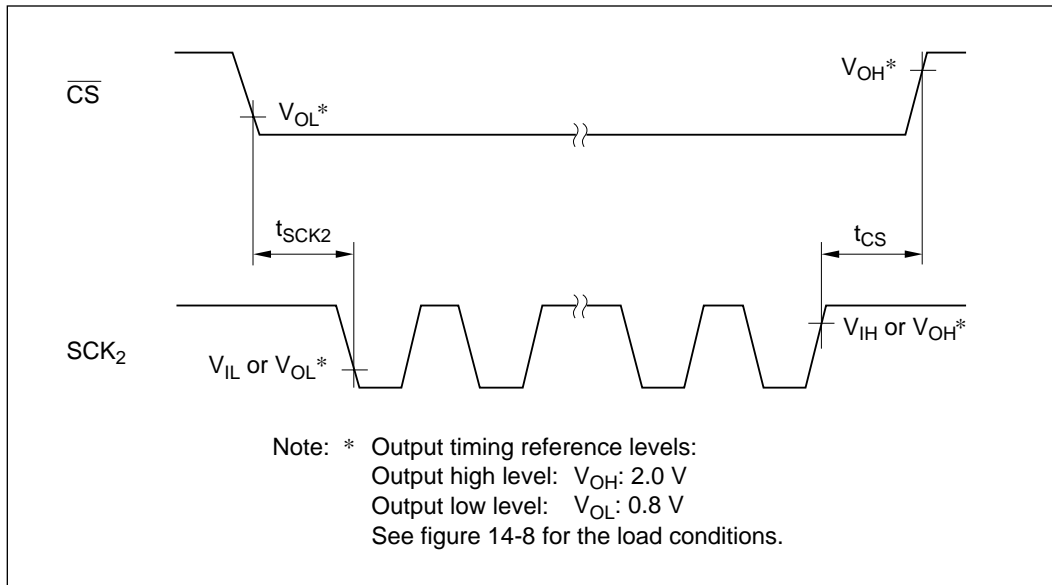 CS
VOL*
VOH*
tSCK2
tCS
SCK2
VIL or VOL*
VIH or VOH*
Note: * Output timing reference levels:
Output high level: VOH: 2.0 V
Output low level: VOL: 0.8 V
See figure 14-8 for the load conditions.